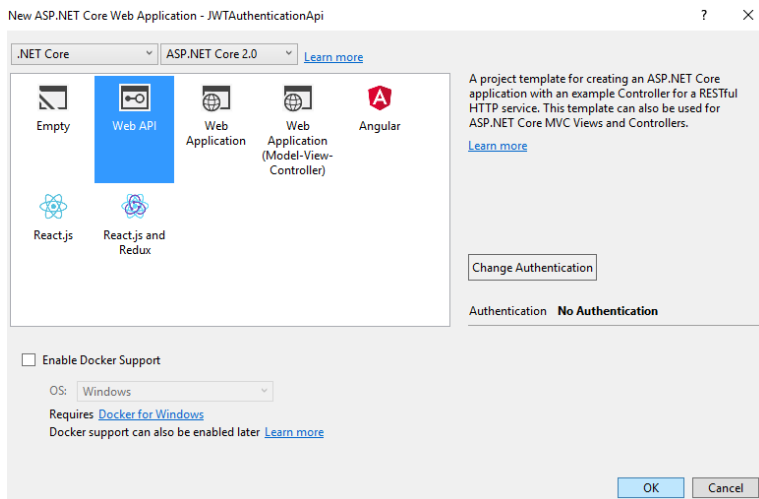 New ASP.NET Core Web Application - JWTAuthenticationApi
?
.NET Core
ASP.NET Core 2.0
Learn more
Empty
Web API
Web
Application
Web
Application
(Model-View-
Controller)
Angular
React.js
React.js and
Redux
A project template for creating an ASP.NET Core
application with an example Controller for a RESTful
HTTP service. This template can also be used for
ASP.NET Core MVC Views and Controllers.
Learn more
Change Authentication
Authentication No Authentication
Enable Docker Support
OS: Windows
Requires Docker for Windows
Docker support can also be enabled later Learn more
OK
Cancel